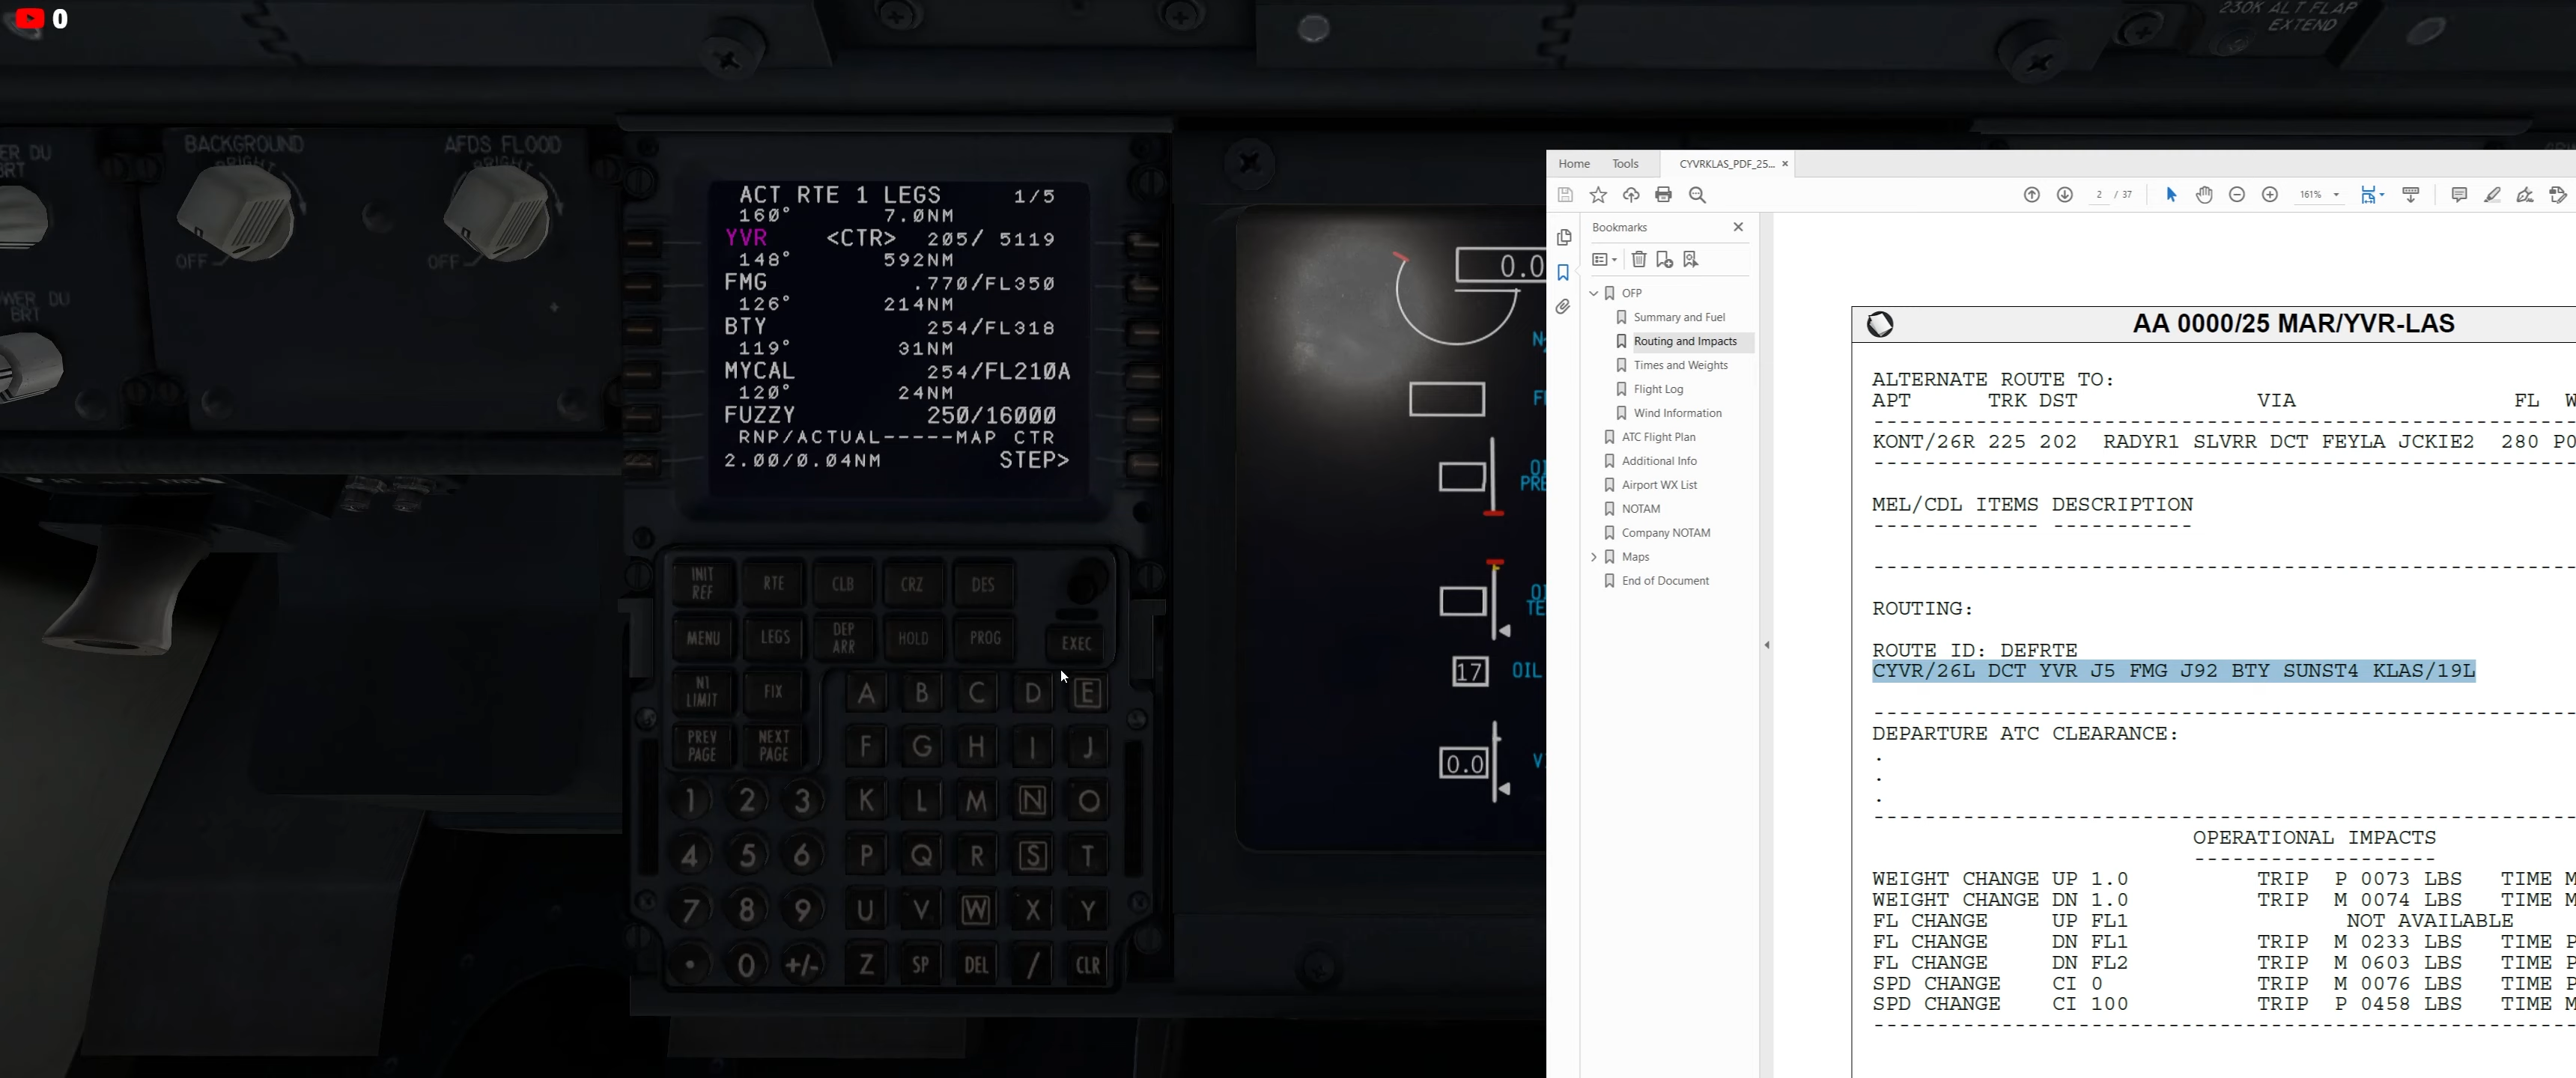 0
230K ALT FLAP
EXTEND
BACKGROUND
BRIGHT
OFF
AFDS FLOOD
BRIGHT
OFF
ER DU
BRT
WER DU
BRT
ACT RTE 1 LEGS 1/5
160° 7.0NM
YVR <CTR> 205/ 5119
148° 592NM
FMG .770/FL350
126° 214NM
BTY 254/FL318
119° 31NM
MYCAL 254/FL210A
120° 24NM
FUZZY 250/16000
RNP/ACTUAL-----MAP CTR
2.00/0.04NM STEP>
INIT REF RTE CLB CRZ DES
MENU LEGS DEP ARR HOLD PROG EXEC
N1 LIMIT FIX
A B C D E
PREV PAGE NEXT PAGE
F G H I J
1 2 3 K L M N O
4 5 6 P Q R S T
7 8 9 U V W X Y
. 0 +/- Z SP DEL / CLR
0.0
17 OIL
0.0
Home Tools CYVRKLAS_PDF_25... ×
2 / 37 161%
Bookmarks
OFP
Summary and Fuel
Routing and Impacts
Times and Weights
Flight Log
Wind Information
ATC Flight Plan
Additional Info
Airport WX List
NOTAM
Company NOTAM
Maps
End of Document
AA 0000/25 MAR/YVR-LAS
ALTERNATE ROUTE TO:
APT TRK DST VIA FL W
--------------------------------------------------------
KONT/26R 225 202 RADYR1 SLVRR DCT FEYLA JCKIE2 280 P0
--------------------------------------------------------
MEL/CDL ITEMS DESCRIPTION
------------- -----------
--------------------------------------------------------
ROUTING:
ROUTE ID: DEFRTE
CYVR/26L DCT YVR J5 FMG J92 BTY SUNST4 KLAS/19L
--------------------------------------------------------
DEPARTURE ATC CLEARANCE:
.
.
.
--------------------------------------------------------
OPERATIONAL IMPACTS
-------------------
WEIGHT CHANGE UP 1.0 TRIP P 0073 LBS TIME M
WEIGHT CHANGE DN 1.0 TRIP M 0074 LBS TIME M
FL CHANGE UP FL1 NOT AVAILABLE
FL CHANGE DN FL1 TRIP M 0233 LBS TIME P
FL CHANGE DN FL2 TRIP M 0603 LBS TIME P
SPD CHANGE CI 0 TRIP M 0076 LBS TIME P
SPD CHANGE CI 100 TRIP P 0458 LBS TIME M
--------------------------------------------------------